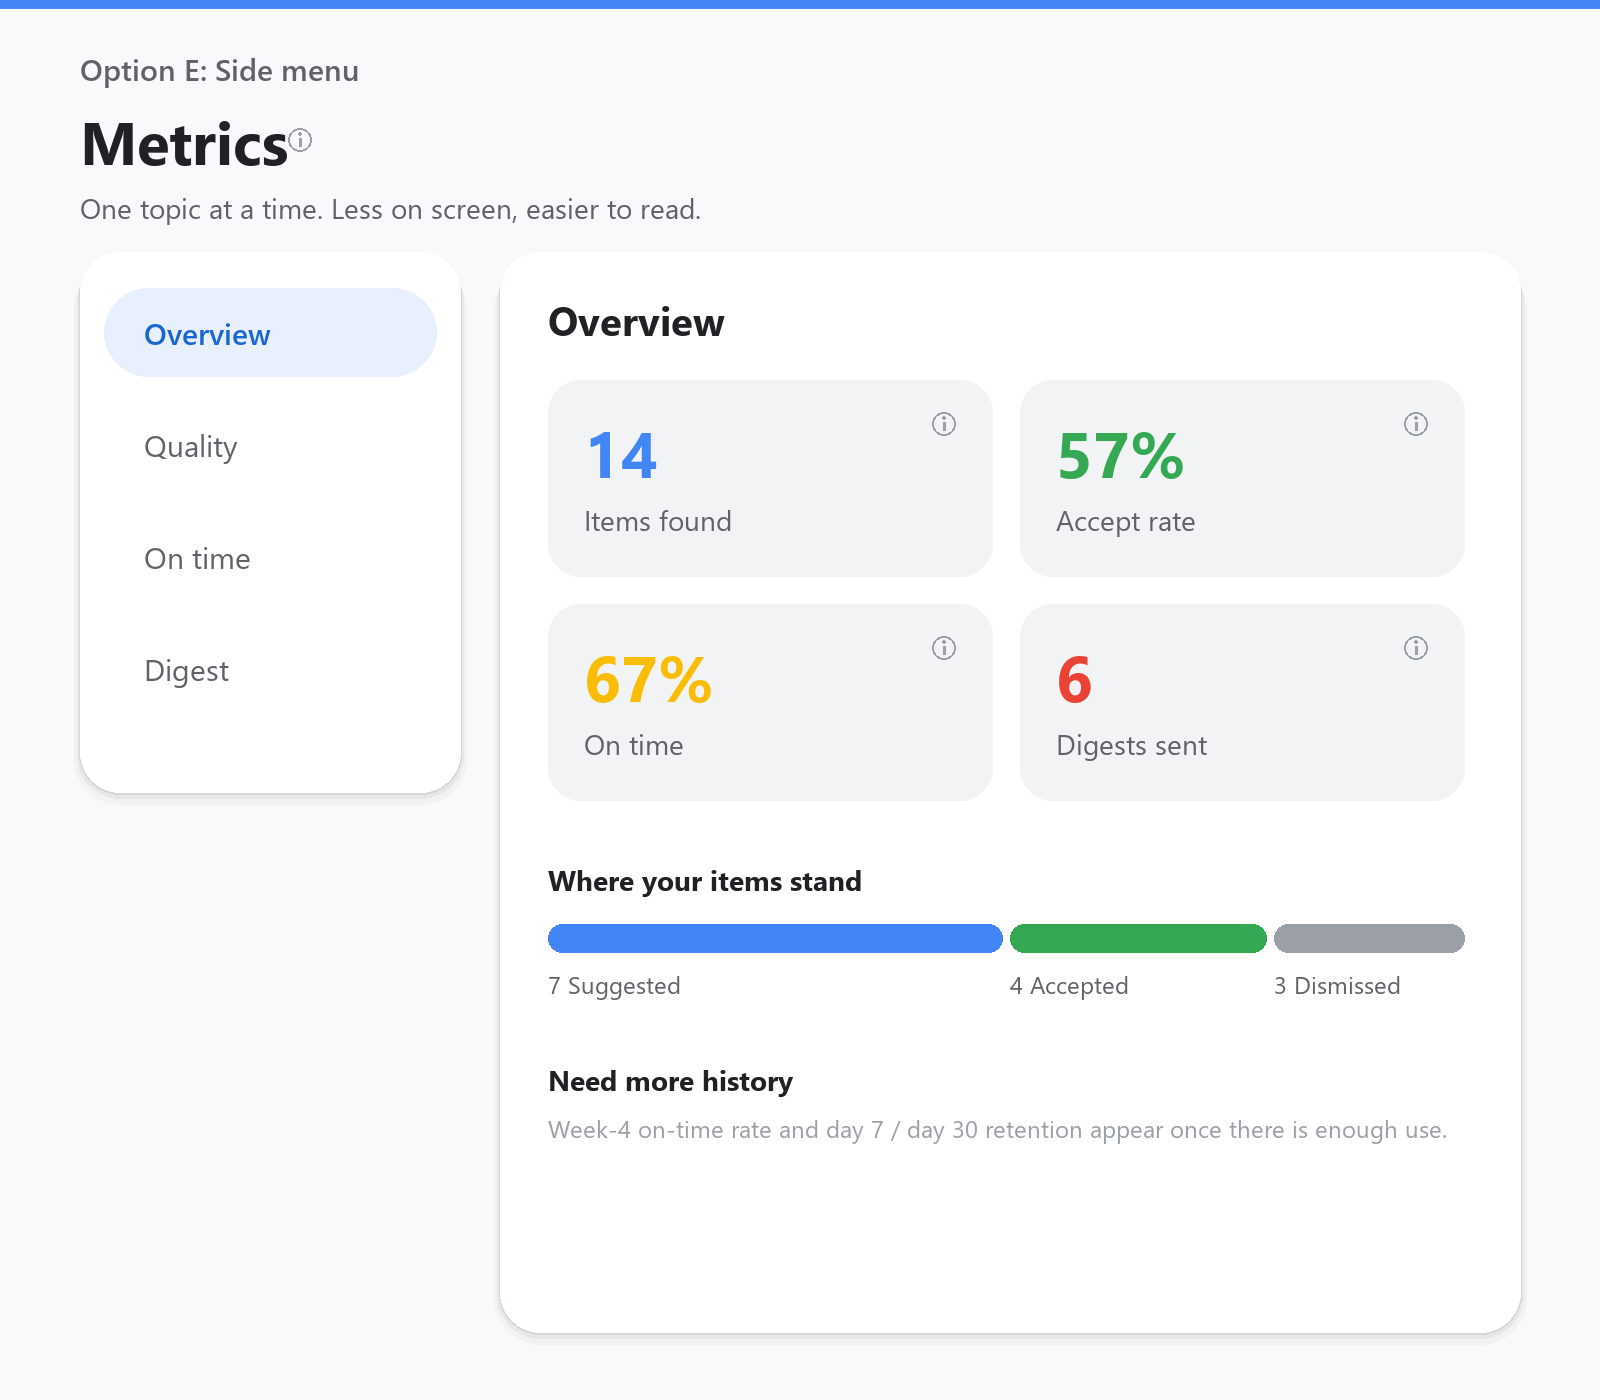 Option E: Side menu
Metrics
One topic at a time. Less on screen, easier to read.
Overview
Quality
On time
Digest
Overview
14
Items found
57%
Accept rate
67%
On time
6
Digests sent
Where your items stand
7 Suggested
4 Accepted
3 Dismissed
Need more history
Week-4 on-time rate and day 7 / day 30 retention appear once there is enough use.